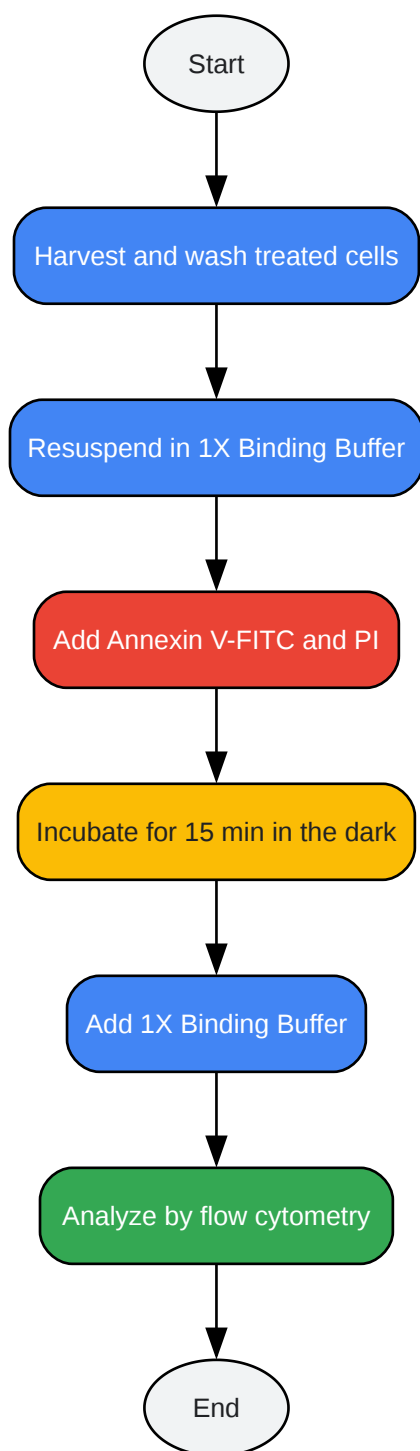 Start
Harvest and wash treated cells
Resuspend in 1X Binding Buffer
Add Annexin V-FITC and PI
Incubate for 15 min in the dark
Add 1X Binding Buffer
Analyze by flow cytometry
End